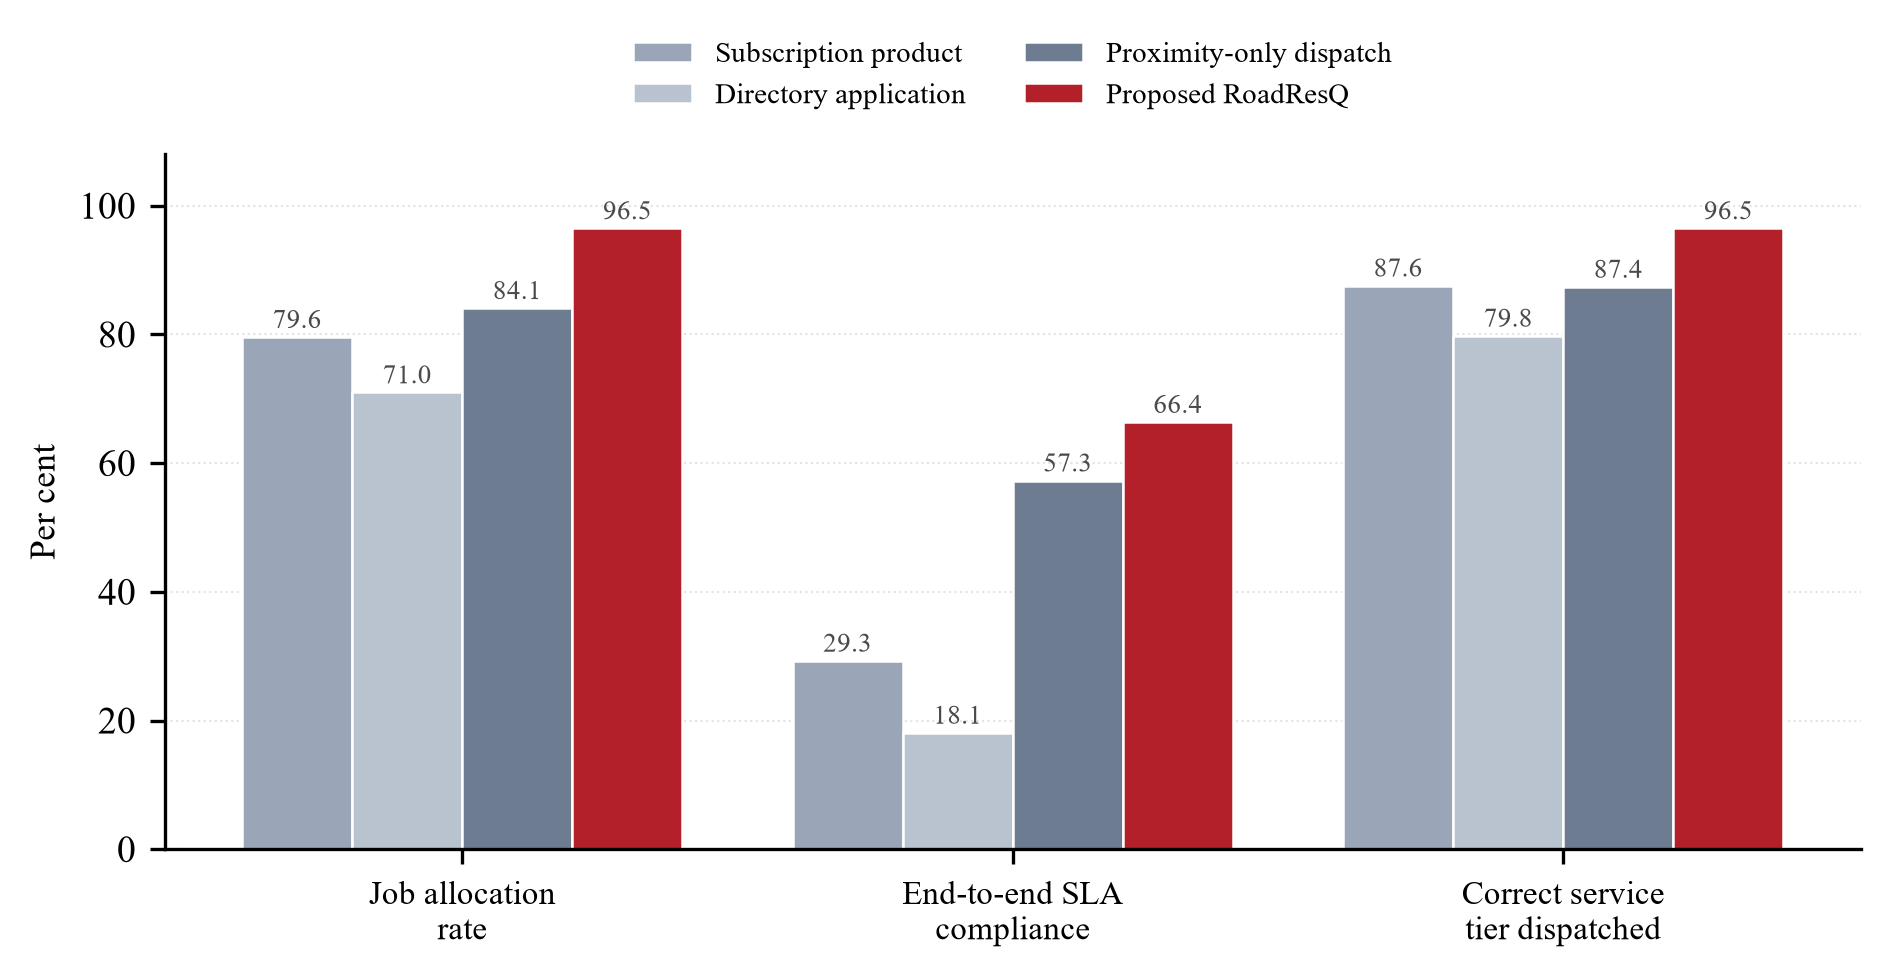 Subscription product
Directory application
Proximity-only dispatch
Proposed RoadResQ
Per cent
100
80
60
40
20
0
79.6
71.0
84.1
96.5
29.3
18.1
57.3
66.4
87.6
79.8
87.4
96.5
Job allocation
rate
End-to-end SLA
compliance
Correct service
tier dispatched